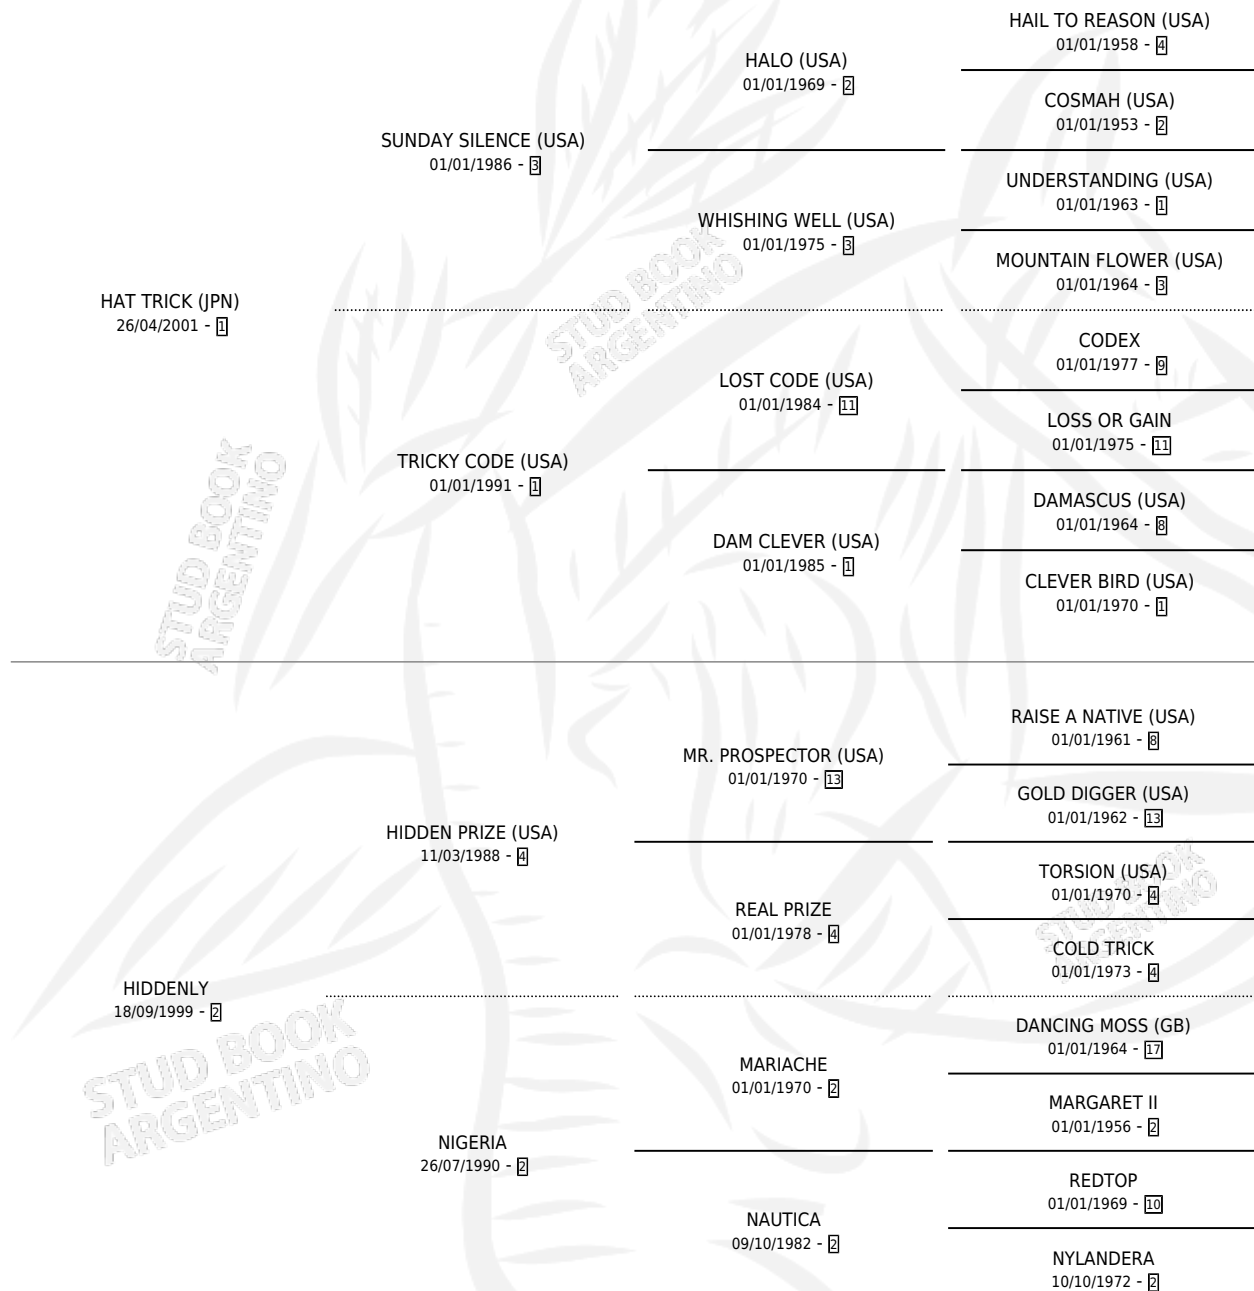 HAIL TO REASON (USA)
01/01/1958 - 4
HALO (USA)
01/01/1969 - 2
COSMAH (USA)
01/01/1953 - 2
SUNDAY SILENCE (USA)
01/01/1986 - 3
UNDERSTANDING (USA)
01/01/1963 - 1
WHISHING WELL (USA)
01/01/1975 - 3
MOUNTAIN FLOWER (USA)
01/01/1964 - 3
HAT TRICK (JPN)
26/04/2001 - 1
STUD BOOK
ARGENTINO
CODEX
01/01/1977 - 9
LOST CODE (USA)
01/01/1984 - 11
LOSS OR GAIN
01/01/1975 - 11
TRICKY CODE (USA)
01/01/1991 - 1
DAMASCUS (USA)
01/01/1964 - 8
DAM CLEVER (USA)
01/01/1985 - 1
CLEVER BIRD (USA)
01/01/1970 - 1
STUD BOOK
ARGENTINO
RAISE A NATIVE (USA)
01/01/1961 - 8
MR. PROSPECTOR (USA)
01/01/1970 - 13
GOLD DIGGER (USA)
01/01/1962 - 13
HIDDEN PRIZE (USA)
11/03/1988 - 4
TORSION (USA)
01/01/1970 - 4
REAL PRIZE
01/01/1978 - 4
COLD TRICK
01/01/1973 - 4
STUD BOOK
ARGENTINO
HIDDENLY
18/09/1999 - 2
DANCING MOSS (GB)
01/01/1964 - 17
MARIACHE
01/01/1970 - 2
MARGARET II
01/01/1956 - 2
STUD BOOK
ARGENTINO
NIGERIA
26/07/1990 - 2
REDTOP
01/01/1969 - 10
NAUTICA
09/10/1982 - 2
NYLANDERA
10/10/1972 - 2